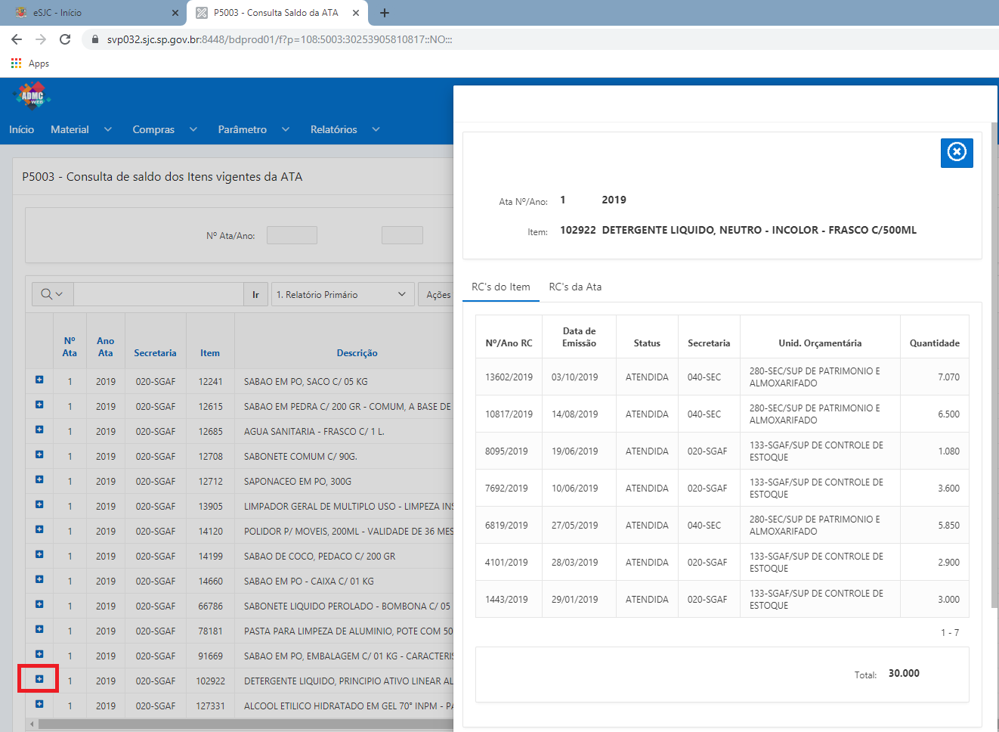 eSJC - Início
P5003 - Consulta Saldo da ATA
svp032.sjc.sp.gov.br:8448/bdprod01/f?p=108:5003:30253905810817::NO:::
Apps
ADMC
WEB
Início Material Compras Parâmetro Relatórios
P5003 - Consulta de saldo dos Itens vigentes da ATA
Nº Ata/Ano:
Ir 1. Relatório Primário Ações
Nº Ata Ano Ata Secretaria Item Descrição
1 2019 020-SGAF 12241 SABAO EM PO, SACO C/ 05 KG
1 2019 020-SGAF 12615 SABAO EM PEDRA C/ 200 GR - COMUM, A BASE DE
1 2019 020-SGAF 12685 AGUA SANITARIA - FRASCO C/ 1 L.
1 2019 020-SGAF 12708 SABONETE COMUM C/ 90G.
1 2019 020-SGAF 12712 SAPONACEO EM PO, 300G
1 2019 020-SGAF 13905 LIMPADOR GERAL DE MULTIPLO USO - LIMPEZA INS
1 2019 020-SGAF 14120 POLIDOR P/ MOVEIS, 200ML - VALIDADE DE 36 MES
1 2019 020-SGAF 14199 SABAO DE COCO, PEDACO C/ 200 GR
1 2019 020-SGAF 14660 SABAO EM PO - CAIXA C/ 01 KG
1 2019 020-SGAF 66786 SABONETE LIQUIDO PEROLADO - BOMBONA C/ 05
1 2019 020-SGAF 78181 PASTA PARA LIMPEZA DE ALUMINIO, POTE COM 50
1 2019 020-SGAF 91669 SABAO EM PO, EMBALAGEM C/ 01 KG - CARACTERIS
1 2019 020-SGAF 102922 DETERGENTE LIQUIDO, PRINCIPIO ATIVO LINEAR AL
1 2019 020-SGAF 127331 ALCOOL ETILICO HIDRATADO EM GEL 70° INPM - PA
Ata Nº/Ano: 1 2019
Item: 102922 DETERGENTE LIQUIDO, NEUTRO - INCOLOR - FRASCO C/500ML
RC's do Item RC's da Ata
Nº/Ano RC Data de Emissão Status Secretaria Unid. Orçamentária Quantidade
13602/2019 03/10/2019 ATENDIDA 040-SEC 280-SEC/SUP DE PATRIMONIO E ALMOXARIFADO 7.070
10817/2019 14/08/2019 ATENDIDA 040-SEC 280-SEC/SUP DE PATRIMONIO E ALMOXARIFADO 6.500
8095/2019 19/06/2019 ATENDIDA 020-SGAF 133-SGAF/SUP DE CONTROLE DE ESTOQUE 1.080
7692/2019 10/06/2019 ATENDIDA 020-SGAF 133-SGAF/SUP DE CONTROLE DE ESTOQUE 3.600
6819/2019 27/05/2019 ATENDIDA 040-SEC 280-SEC/SUP DE PATRIMONIO E ALMOXARIFADO 5.850
4101/2019 28/03/2019 ATENDIDA 020-SGAF 133-SGAF/SUP DE CONTROLE DE ESTOQUE 2.900
1443/2019 29/01/2019 ATENDIDA 020-SGAF 133-SGAF/SUP DE CONTROLE DE ESTOQUE 3.000
1 - 7
Total: 30.000